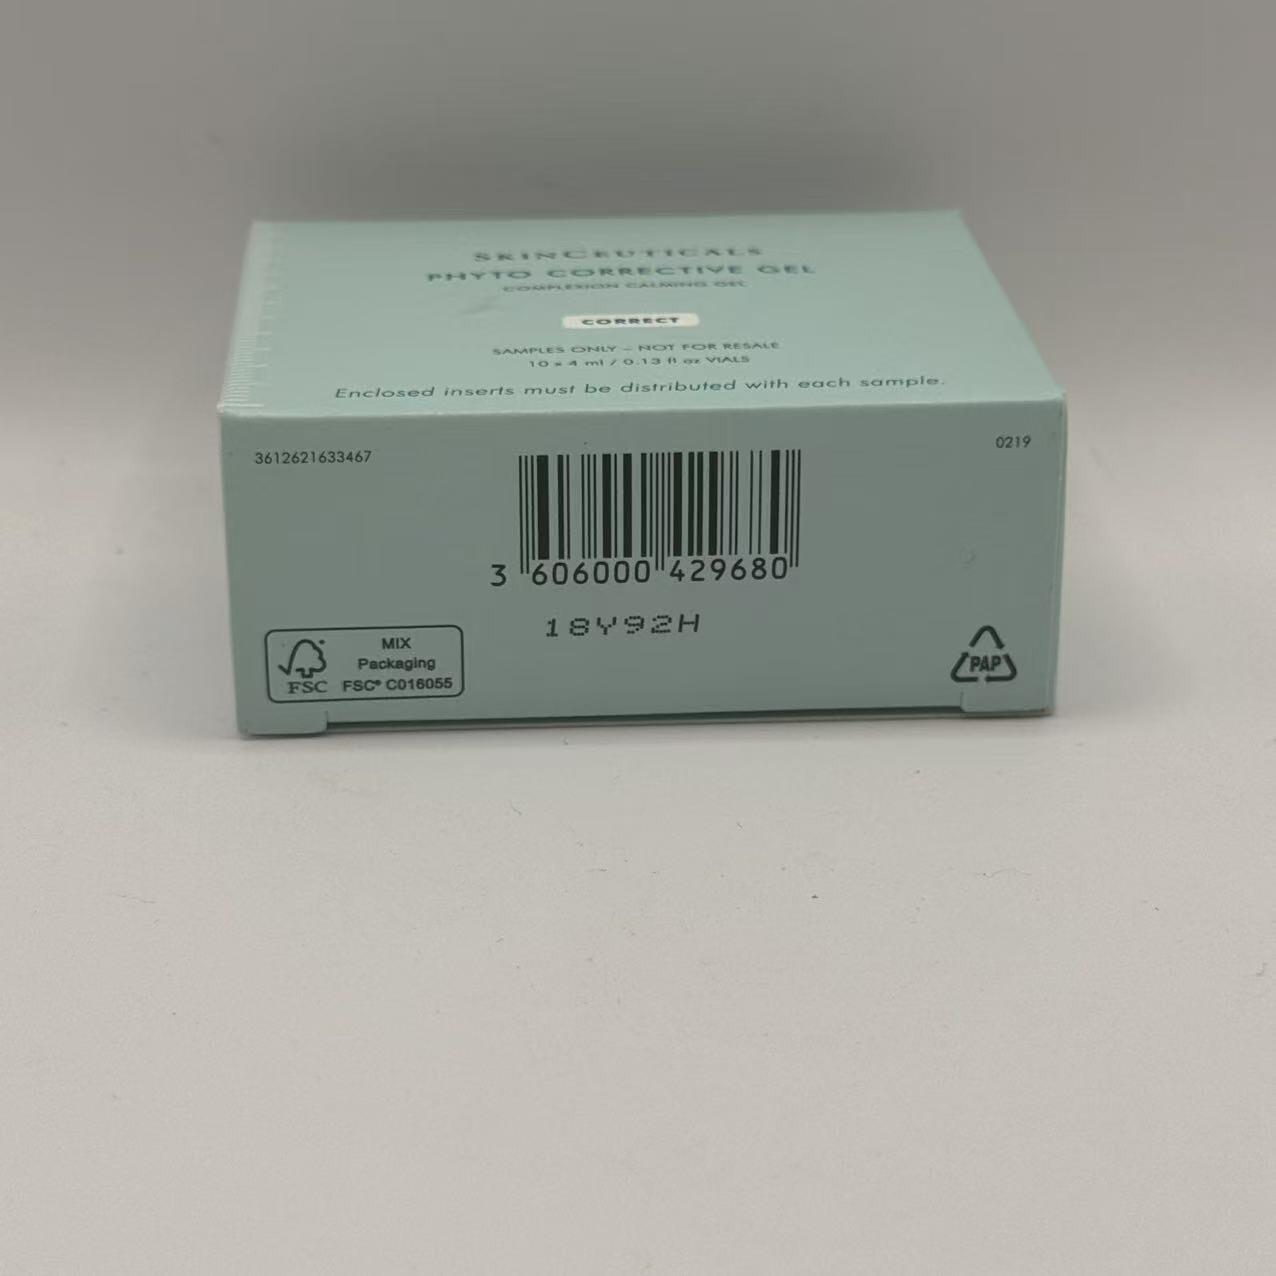 SKINCEUTICALS
PHYTO CORRECTIVE GEL
COMPLEXION CALMING GEL
CORRECT
SAMPLES ONLY – NOT FOR RESALE
10 x 4 ml / 0.13 fl oz VIALS
Enclosed inserts must be distributed with each sample.
3612621633467
0219
3 606000 429680
18Y92H
MIX
Packaging
FSC FSC® C016055
PAP